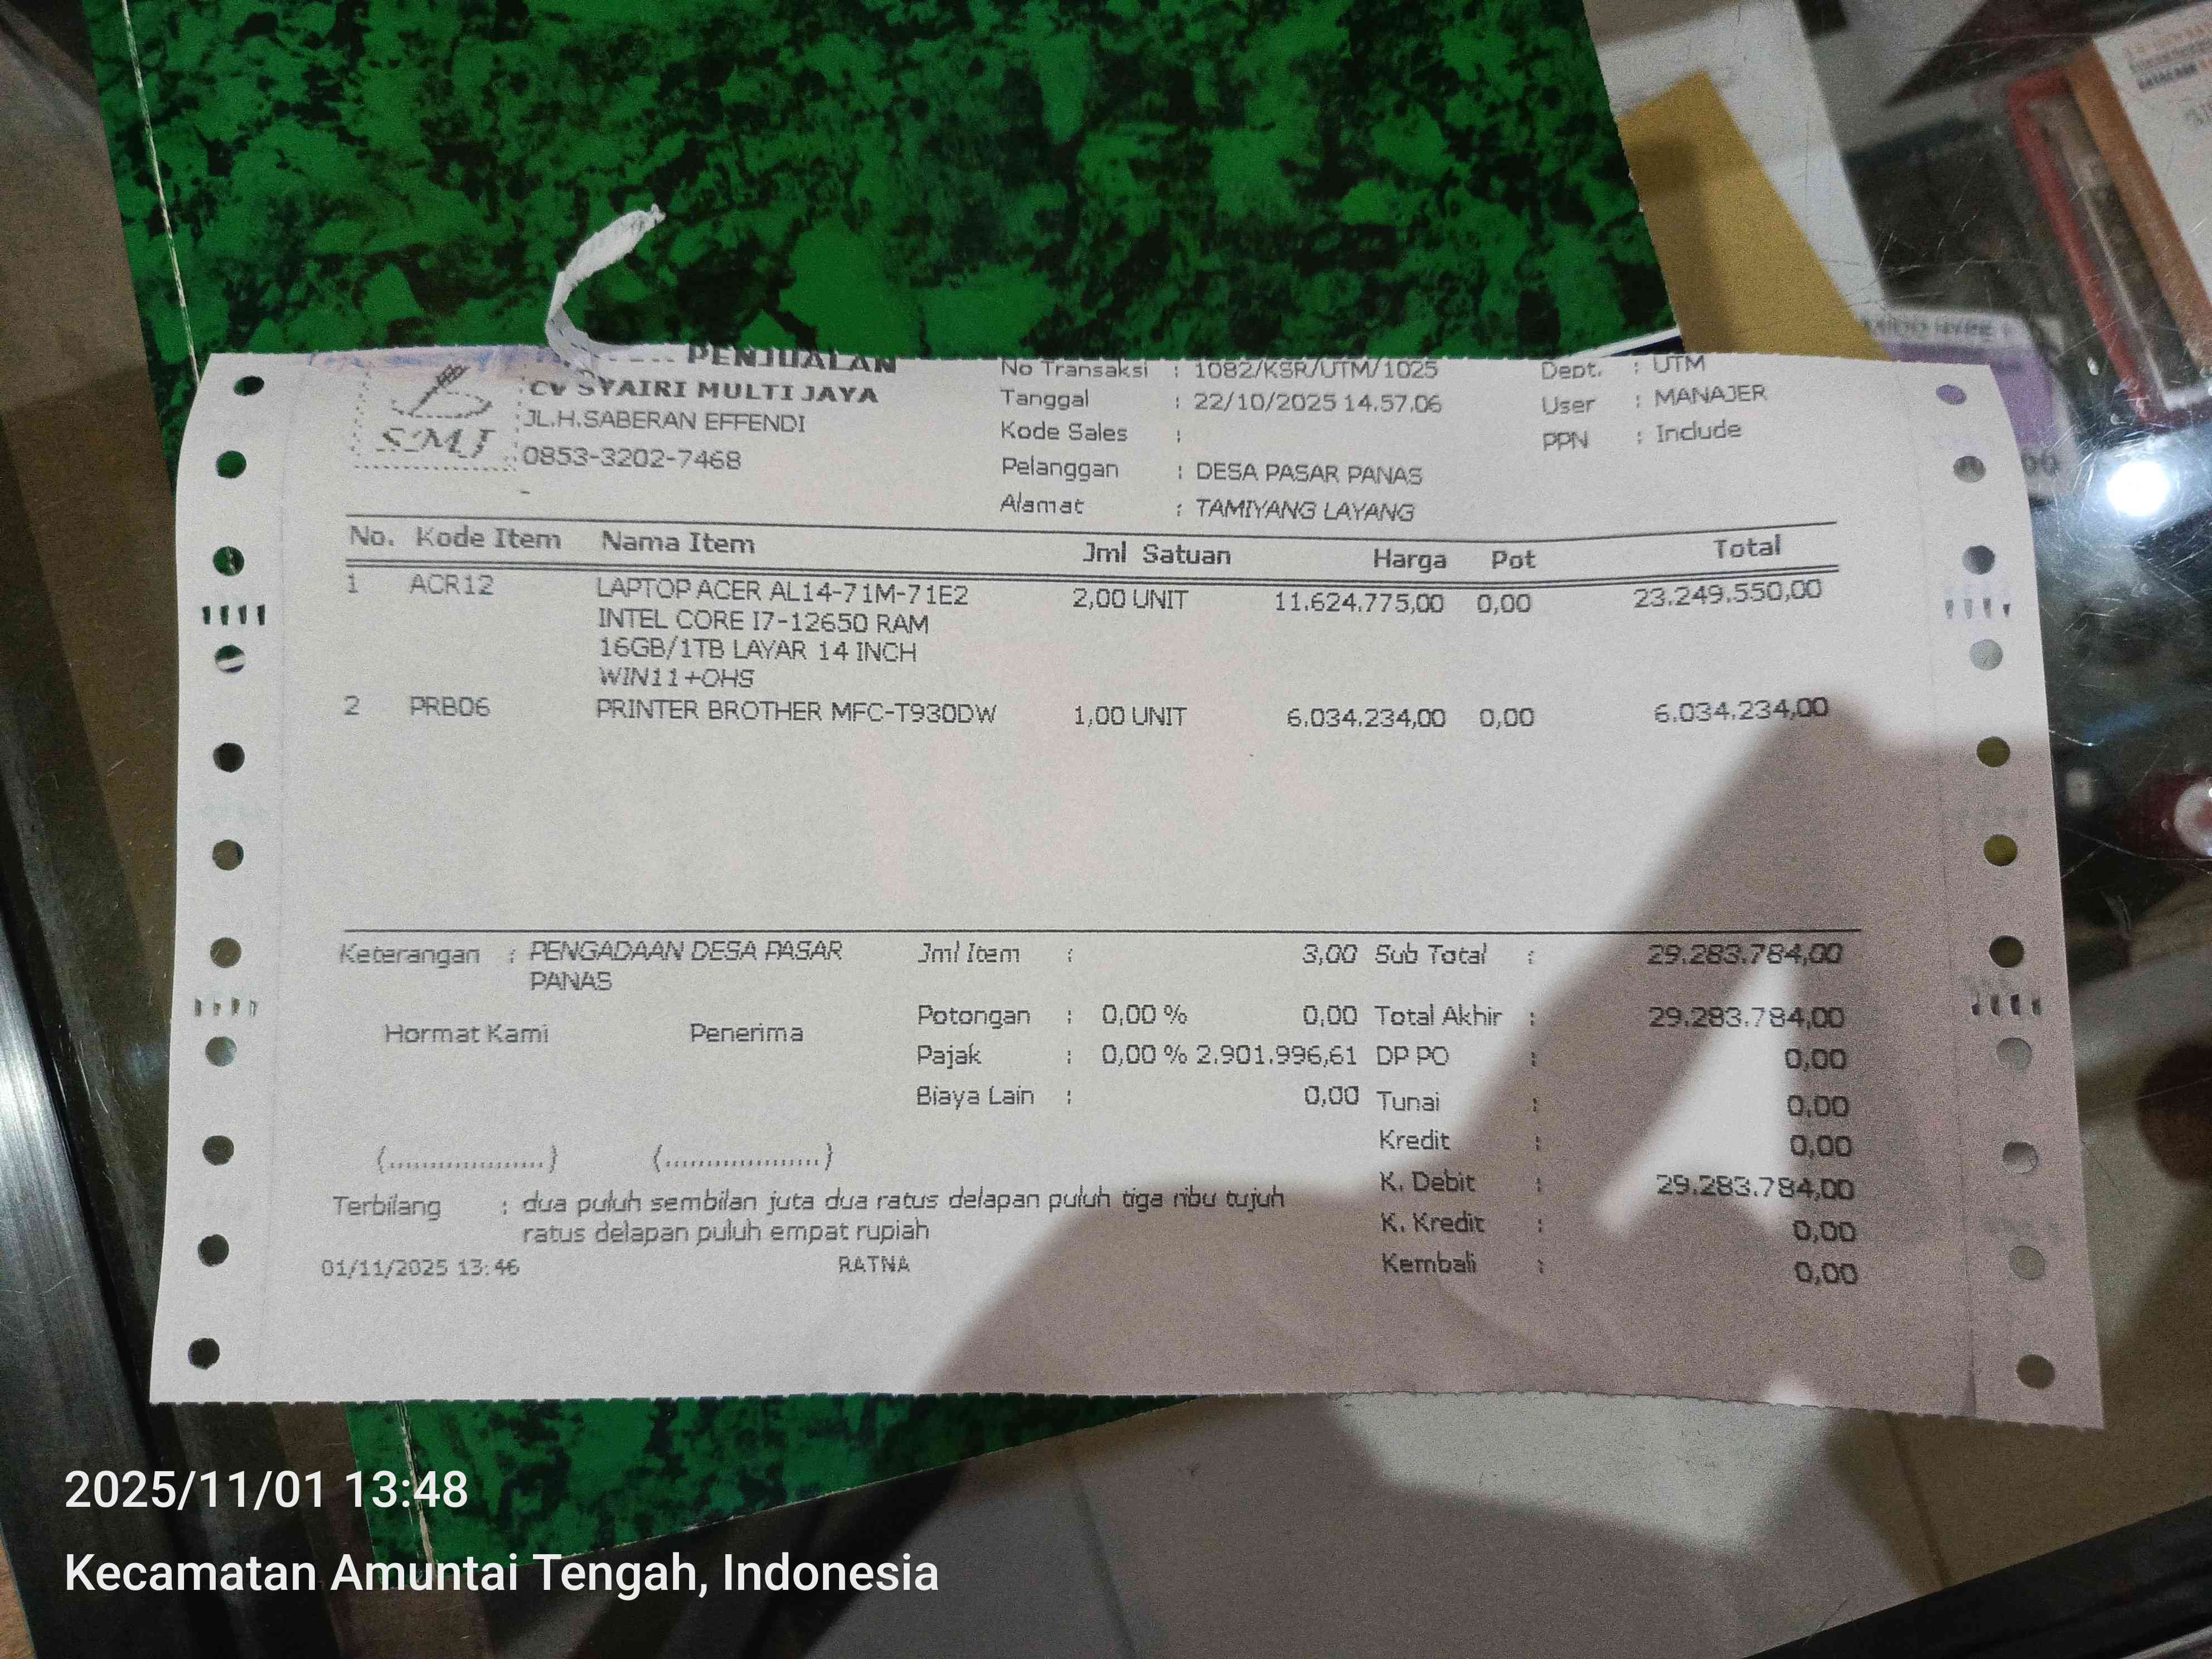 PENJUALAN
CV SYAIRI MULTI JAYA
JL.H.SABERAN EFFENDI
0853-3202-7468
-
SMJ
No Transaksi : 1082/KSR/UTM/1025
Tanggal : 22/10/2025 14.57.06
Kode Sales :
Pelanggan : DESA PASAR PANAS
Alamat : TAMIYANG LAYANG
Dept. : UTM
User : MANAJER
PPN : Include
No. Kode Item Nama Item Jml Satuan Harga Pot Total
1 ACR12 LAPTOP ACER AL14-71M-71E2 2,00 UNIT 11.624.775,00 0,00 23.249.550,00
INTEL CORE I7-12650 RAM
16GB/1TB LAYAR 14 INCH
WIN11+OHS
2 PRB06 PRINTER BROTHER MFC-T930DW 1,00 UNIT 6.034.234,00 0,00 6.034.234,00
Keterangan : PENGADAAN DESA PASAR
PANAS
Hormat Kami Penerima
(...................) (...................)
Jml Item : 3,00 Sub Total : 29.283.784,00
Potongan : 0,00 % 0,00 Total Akhir : 29.283.784,00
Pajak : 0,00 % 2.901.996,61 DP PO : 0,00
Biaya Lain : 0,00 Tunai : 0,00
Kredit : 0,00
K. Debit : 29.283.784,00
K. Kredit : 0,00
Kembali : 0,00
Terbilang : dua puluh sembilan juta dua ratus delapan puluh tiga ribu tujuh
ratus delapan puluh empat rupiah
01/11/2025 13:46 RATNA
2025/11/01 13:48
Kecamatan Amuntai Tengah, Indonesia